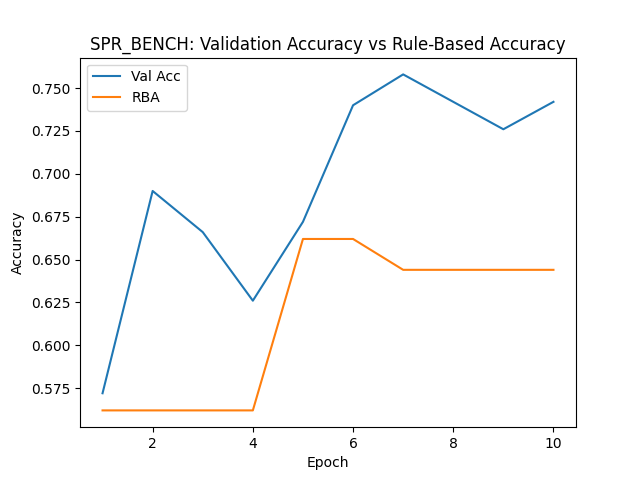 SPR_BENCH: Validation Accuracy vs Rule-Based Accuracy
Val Acc
RBA
Accuracy
0.750
0.725
0.700
0.675
0.650
0.625
0.600
0.575
2
4
6
8
10
Epoch